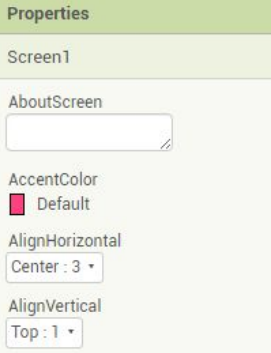 Properties
Screen1
AboutScreen
AccentColor
Default
AlignHorizontal
Center : 3
AlignVertical
Top : 1